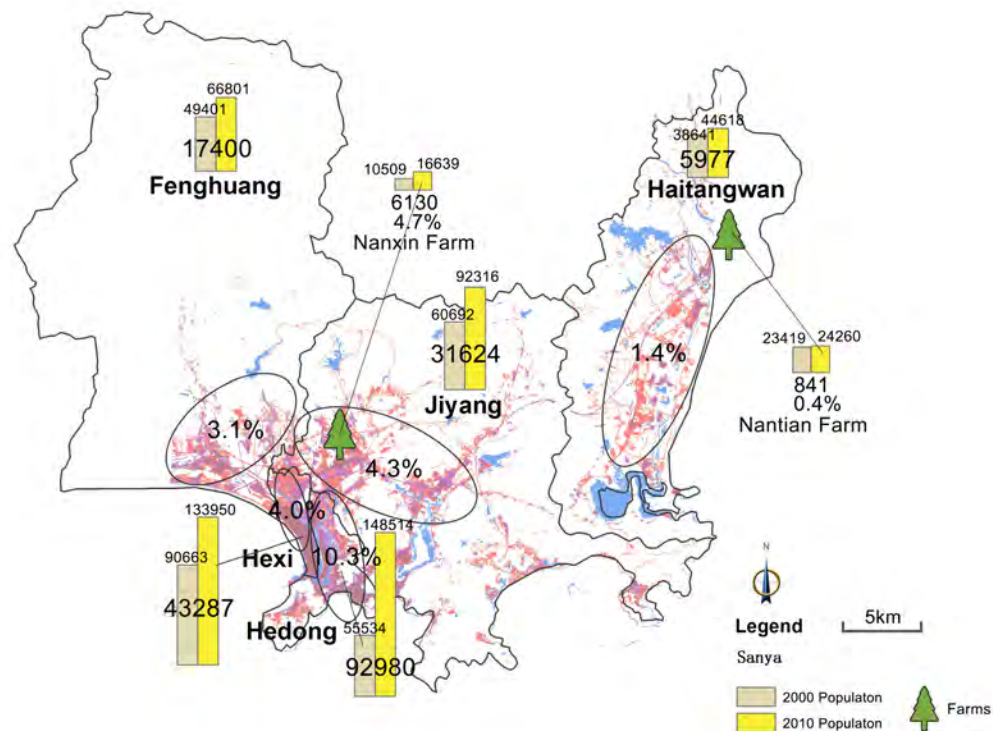 66801
49401
17400
Fenghuang
10509
16639
6130
4.7%
Nanxin Farm
44618
38641
5977
Haitangwan
92316
60692
31624
Jiyang
1.4%
23419
24260
841
0.4%
Nantian Farm
3.1%
4.3%
4.0%
10.3%
133950
90663
43287
Hexi
148514
55534
92980
Hedong
N
Legend
5km
Sanya
2000 Populaton
2010 Populaton
Farms